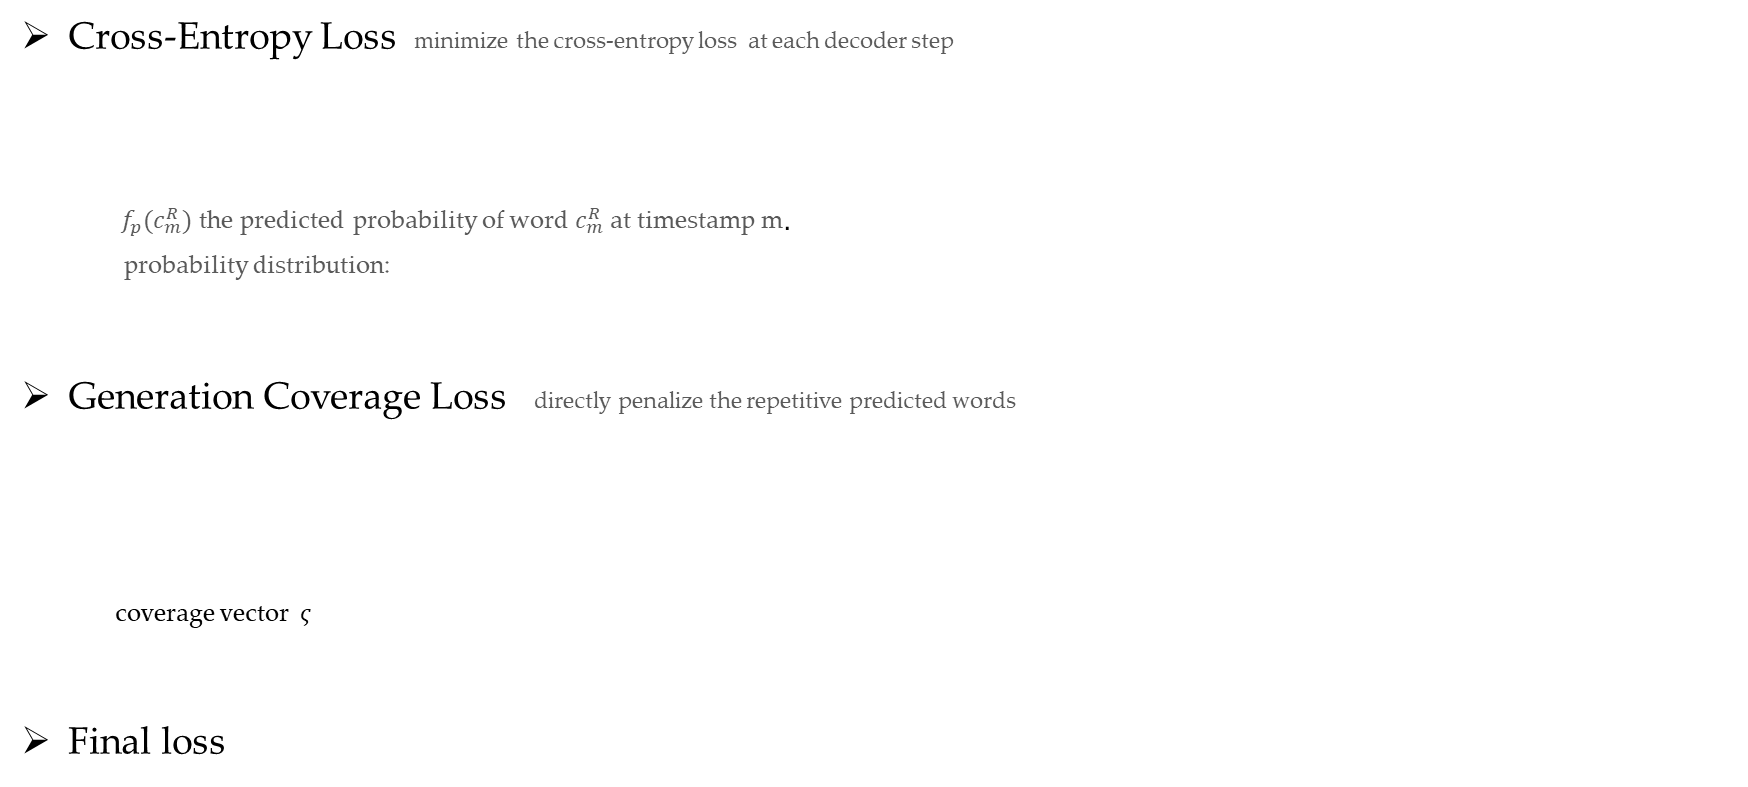 ➢ Cross-Entropy Loss minimize the cross-entropy loss at each decoder step
f_p(c_m^R) the predicted probability of word c_m^R at timestamp m.
probability distribution:
➢ Generation Coverage Loss directly penalize the repetitive predicted words
coverage vector ς
➢ Final loss